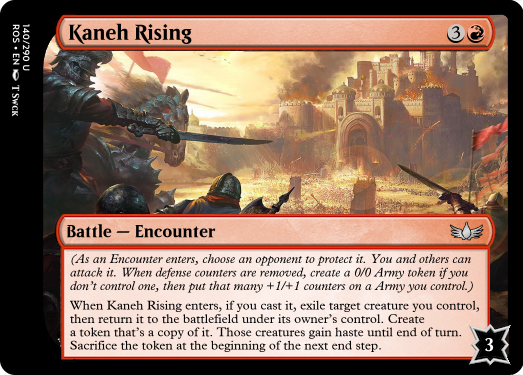 Kaneh Rising
3
140/290 U
ROS • EN T Swck
Battle — Encounter
(As an Encounter enters, choose an opponent to protect it. You and others can
attack it. When defense counters are removed, create a 0/0 Army token if you
don't control one, then put that many +1/+1 counters on a Army you control.)
When Kaneh Rising enters, if you cast it, exile target creature you control,
then return it to the battlefield under its owner's control. Create
a token that's a copy of it. Those creatures gain haste until end of turn.
Sacrifice the token at the beginning of the next end step.
3